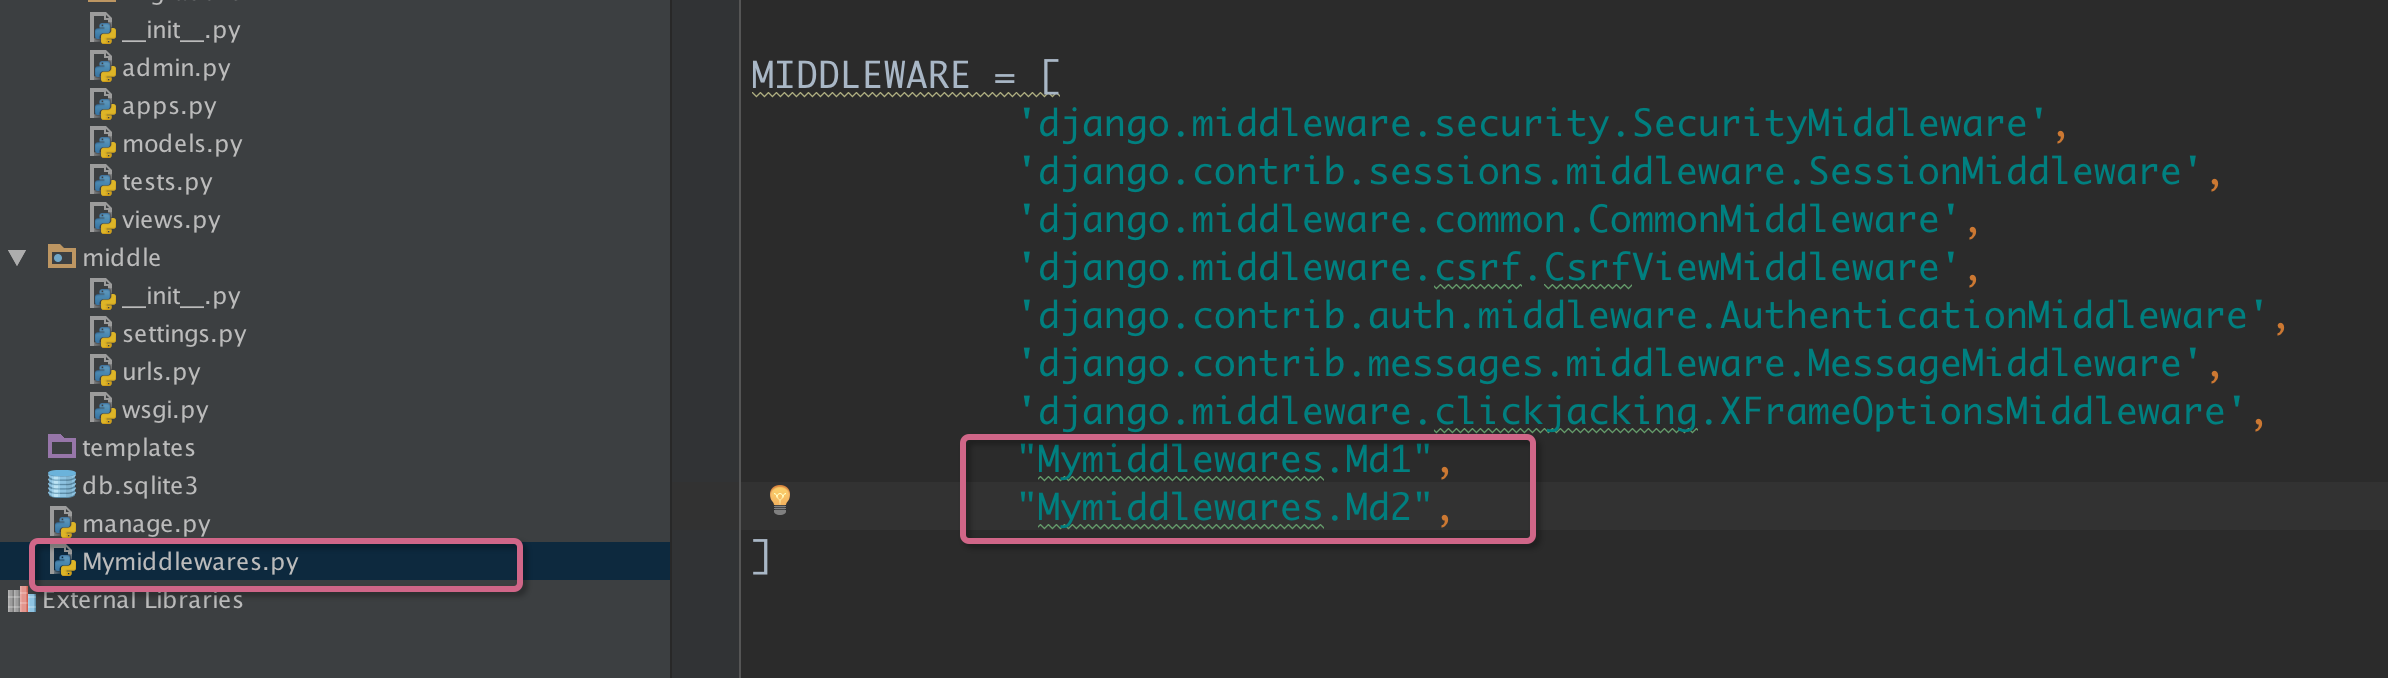 __init__.py
admin.py
apps.py
models.py
tests.py
views.py
middle
__init__.py
settings.py
urls.py
wsgi.py
templates
db.sqlite3
manage.py
Mymiddlewares.py
External Libraries
MIDDLEWARE = [
'django.middleware.security.SecurityMiddleware',
'django.contrib.sessions.middleware.SessionMiddleware',
'django.middleware.common.CommonMiddleware',
'django.middleware.csrf.CsrfViewMiddleware',
'django.contrib.auth.middleware.AuthenticationMiddleware',
'django.contrib.messages.middleware.MessageMiddleware',
'django.middleware.clickjacking.XFrameOptionsMiddleware',
"Mymiddlewares.Md1",
"Mymiddlewares.Md2",
]